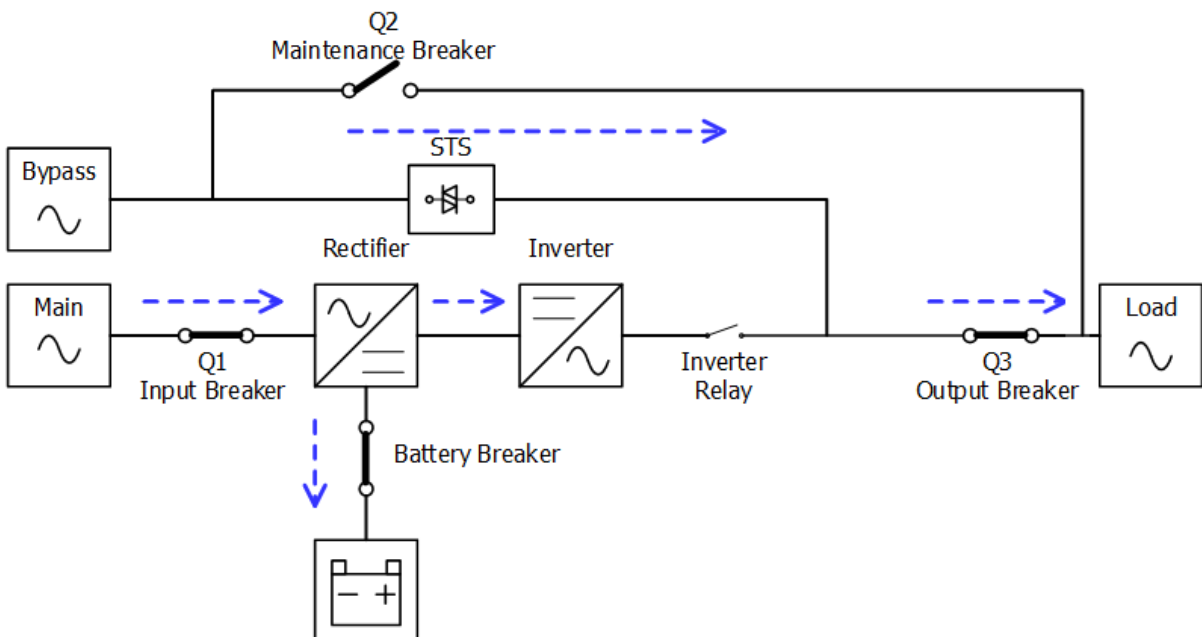 Q2
Maintenance Breaker
STS
Bypass
Rectifier
Inverter
Main
Load
Q1
Input Breaker
Inverter
Relay
Q3
Output Breaker
Battery Breaker